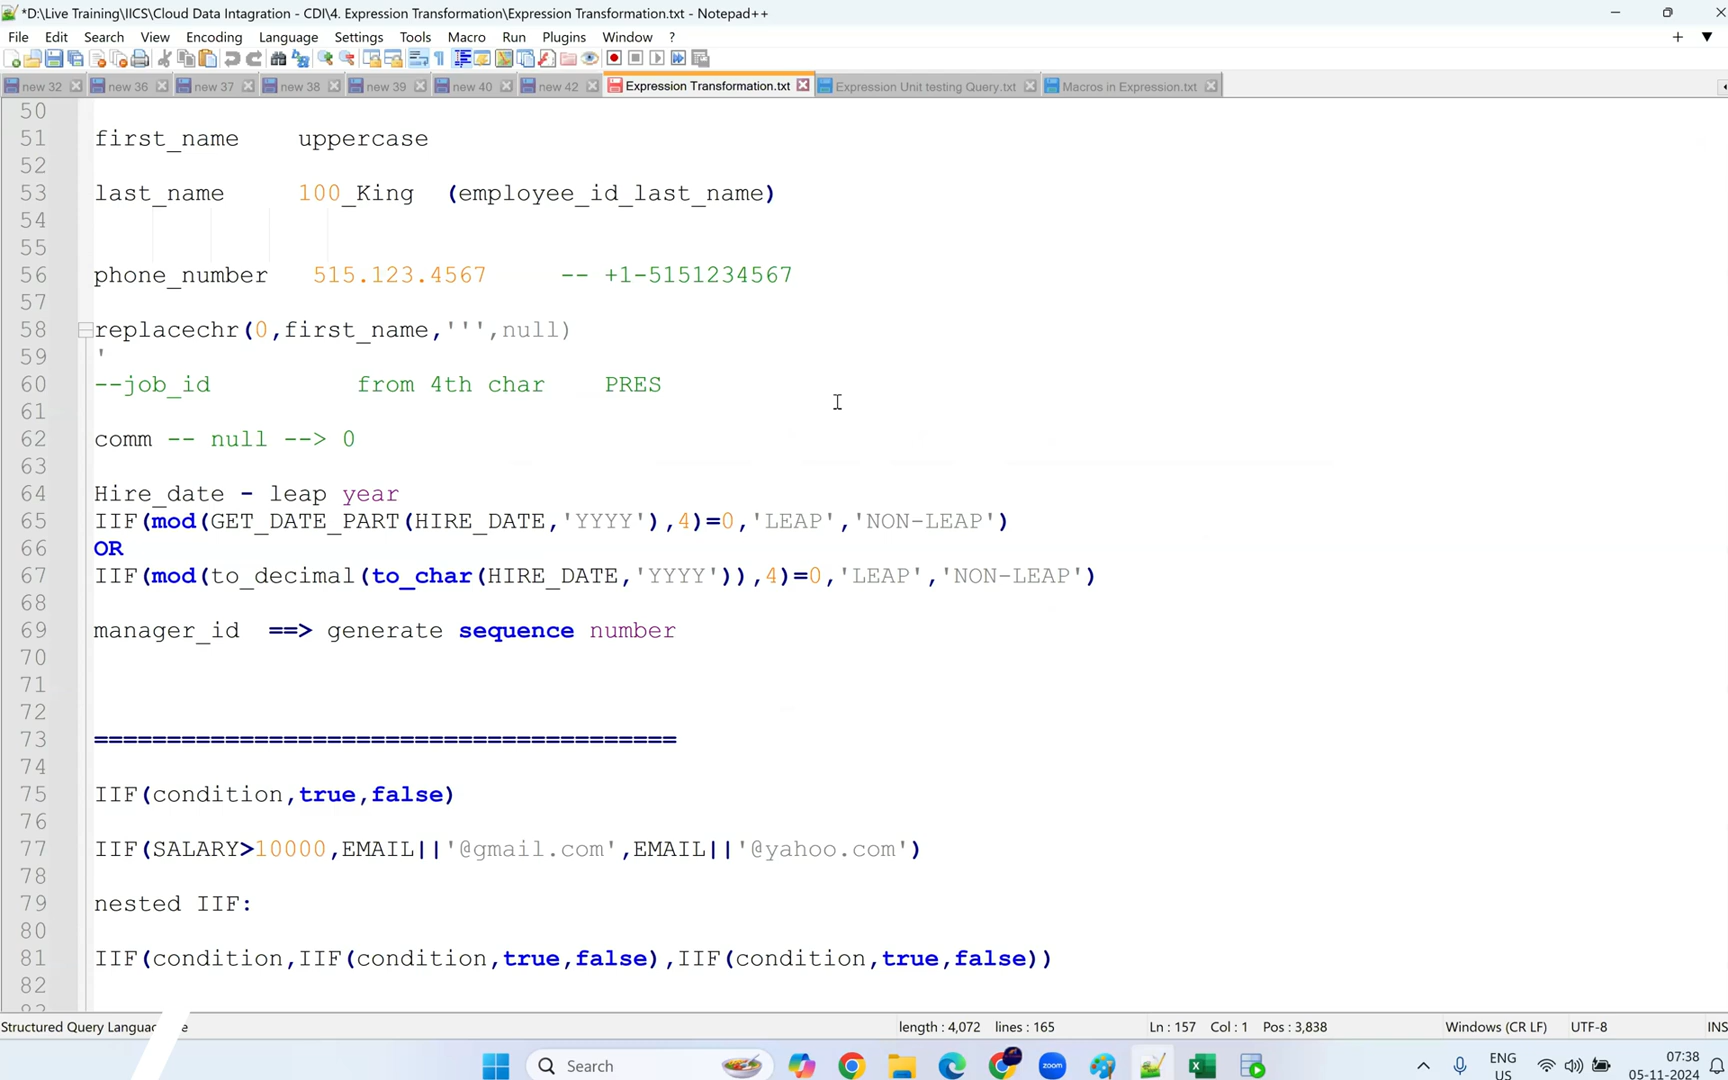 *D:\Live Training\IICS\Cloud Data Intagration - CDI\4. Expression Transformation\Expression Transformation.txt - Notepad++
File Edit Search View Encoding Language Settings Tools Macro Run Plugins Window ?
new 32 new 36 new 37 new 38 new 39 new 40 new 42 Expression Transformation.txt Expression Unit testing Query.txt Macros in Expression.txt
50
51 first_name uppercase
52
53 last_name 100_King (employee_id_last_name)
54
55
56 phone_number 515.123.4567 -- +1-5151234567
57
58 replacechr(0,first_name,''',null)
59 '
60 --job_id from 4th char PRES
61
62 comm -- null --> 0
63
64 Hire_date - leap year
65 IIF(mod(GET_DATE_PART(HIRE_DATE,'YYYY'),4)=0,'LEAP','NON-LEAP')
66 OR
67 IIF(mod(to_decimal(to_char(HIRE_DATE,'YYYY')),4)=0,'LEAP','NON-LEAP')
68
69 manager_id ==> generate sequence number
70
71
72
73 ========================================
74
75 IIF(condition,true,false)
76
77 IIF(SALARY>10000,EMAIL||'@gmail.com',EMAIL||'@yahoo.com')
78
79 nested IIF:
80
81 IIF(condition,IIF(condition,true,false),IIF(condition,true,false))
82
Structured Query Languag length : 4,072 lines : 165 Ln : 157 Col : 1 Pos : 3,838 Windows (CR LF) UTF-8 INS
Search zoom ENG 07:38
US 05-11-2024